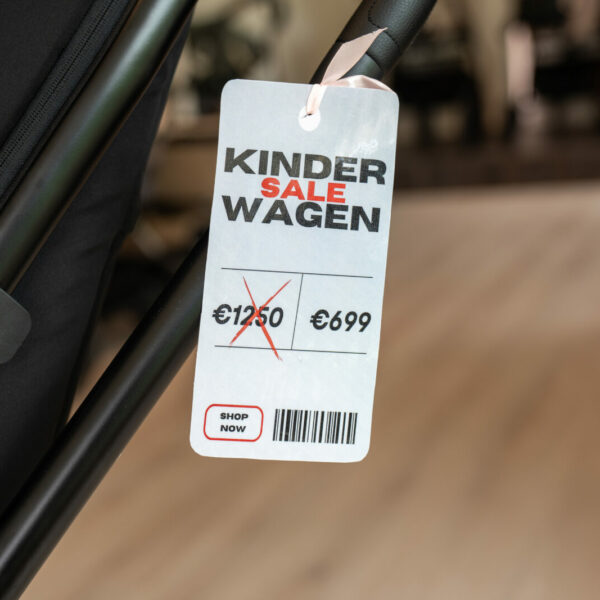 KINDER
SALE
WAGEN
€1250 €699
SHOP
NOW